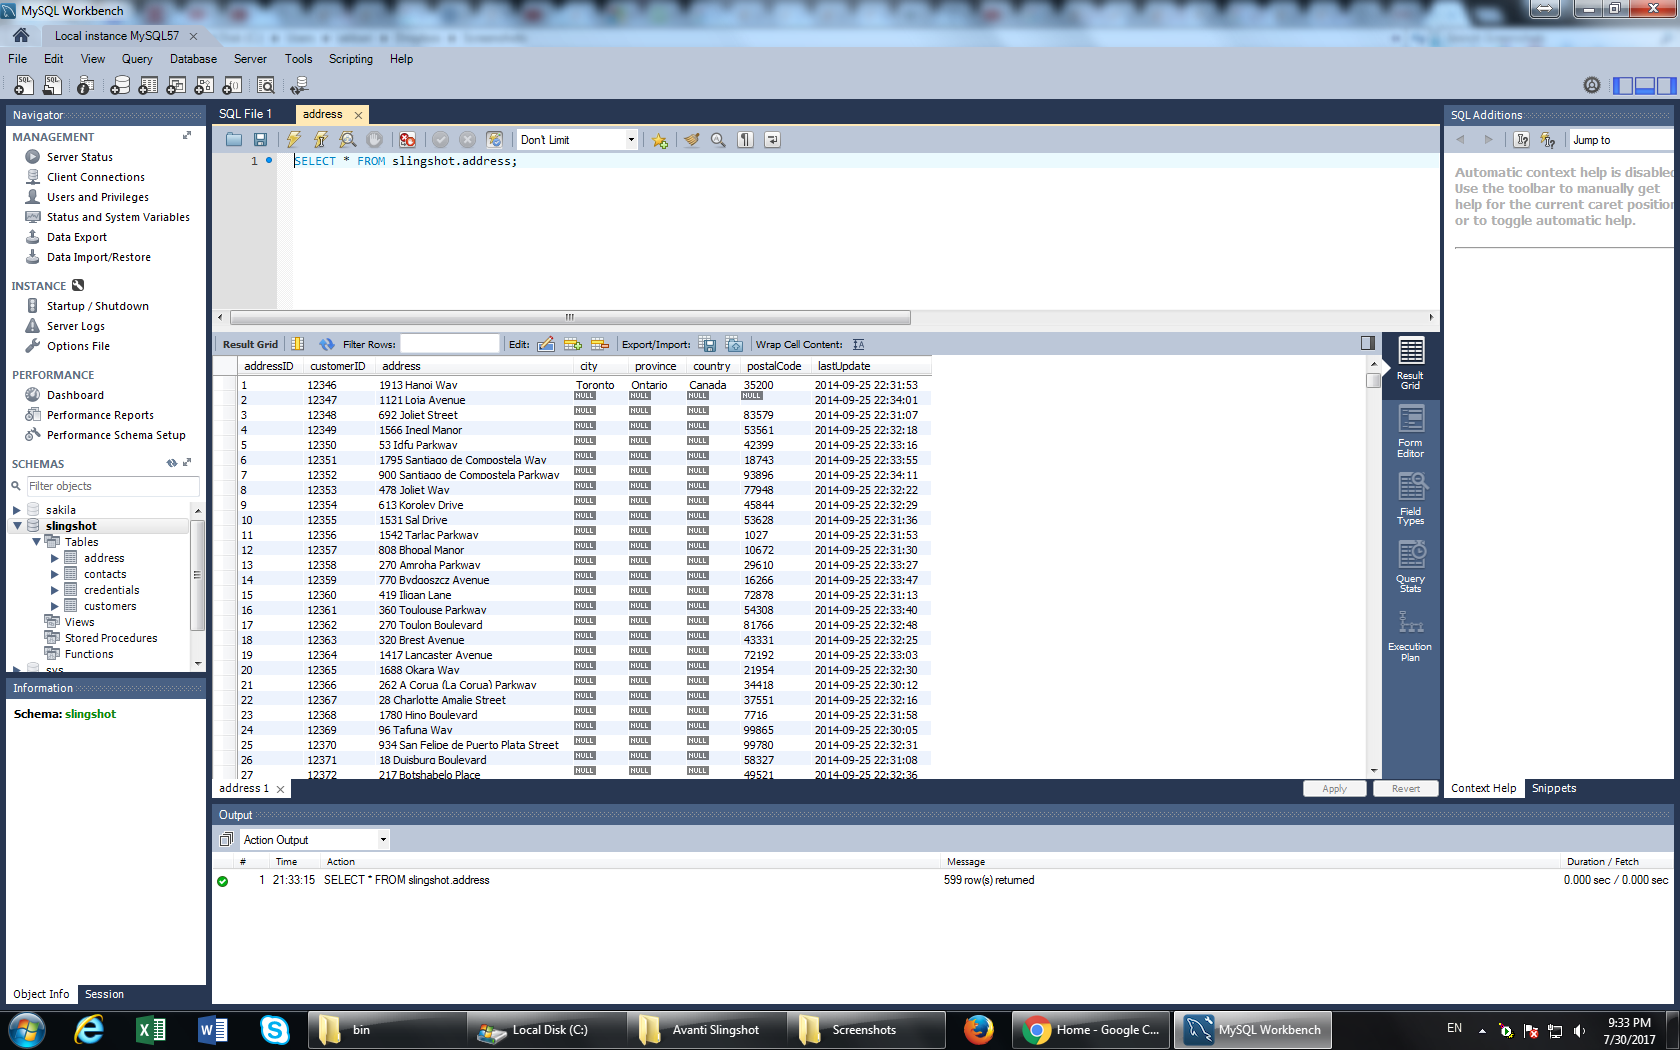 MySQL Workbench
Local instance MySQL57
File Edit View Query Database Server Tools Scripting Help
Navigator
MANAGEMENT
Server Status
Client Connections
Users and Privileges
Status and System Variables
Data Export
Data Import/Restore
INSTANCE
Startup / Shutdown
Server Logs
Options File
PERFORMANCE
Dashboard
Performance Reports
Performance Schema Setup
SCHEMAS
Filter objects
sakila
slingshot
Tables
address
contacts
credentials
customers
Views
Stored Procedures
Functions
sys
Information
Schema: slingshot
Object Info Session
SQL File 1 address
Don't Limit
1 SELECT * FROM slingshot.address;
Result Grid Filter Rows: Edit: Export/Import: Wrap Cell Content:
addressID customerID address city province country postalCode lastUpdate
1 12346 1913 Hanoi Way Toronto Ontario Canada 35200 2014-09-25 22:31:53
2 12347 1121 Loja Avenue NULL NULL NULL NULL 2014-09-25 22:34:01
3 12348 692 Joliet Street NULL NULL NULL 83579 2014-09-25 22:31:07
4 12349 1566 Inegl Manor NULL NULL NULL 53561 2014-09-25 22:32:18
5 12350 53 Idfu Parkway NULL NULL NULL 42399 2014-09-25 22:33:16
6 12351 1795 Santiago de Compostela Way NULL NULL NULL 18743 2014-09-25 22:33:55
7 12352 900 Santiago de Compostela Parkway NULL NULL NULL 93896 2014-09-25 22:34:11
8 12353 478 Joliet Way NULL NULL NULL 77948 2014-09-25 22:32:22
9 12354 613 Korolev Drive NULL NULL NULL 45844 2014-09-25 22:32:29
10 12355 1531 Sal Drive NULL NULL NULL 53628 2014-09-25 22:31:36
11 12356 1542 Tarlac Parkway NULL NULL NULL 1027 2014-09-25 22:31:53
12 12357 808 Bhopal Manor NULL NULL NULL 10672 2014-09-25 22:31:30
13 12358 270 Amroha Parkway NULL NULL NULL 29610 2014-09-25 22:33:27
14 12359 770 Bydgoszcz Avenue NULL NULL NULL 16266 2014-09-25 22:33:47
15 12360 419 Iligan Lane NULL NULL NULL 72878 2014-09-25 22:31:13
16 12361 360 Toulouse Parkway NULL NULL NULL 54308 2014-09-25 22:33:40
17 12362 270 Toulon Boulevard NULL NULL NULL 81766 2014-09-25 22:32:48
18 12363 320 Brest Avenue NULL NULL NULL 43331 2014-09-25 22:32:25
19 12364 1417 Lancaster Avenue NULL NULL NULL 72192 2014-09-25 22:33:03
20 12365 1688 Okara Way NULL NULL NULL 21954 2014-09-25 22:32:30
21 12366 262 A Corua (La Corua) Parkway NULL NULL NULL 34418 2014-09-25 22:30:12
22 12367 28 Charlotte Amalie Street NULL NULL NULL 37551 2014-09-25 22:32:16
23 12368 1780 Hino Boulevard NULL NULL NULL 7716 2014-09-25 22:31:58
24 12369 96 Tafuna Way NULL NULL NULL 99865 2014-09-25 22:30:05
25 12370 934 San Felipe de Puerto Plata Street NULL NULL NULL 99780 2014-09-25 22:32:31
26 12371 18 Duisburg Boulevard NULL NULL NULL 58327 2014-09-25 22:31:08
27 12372 217 Botshabelo Place NULL NULL NULL 49521 2014-09-25 22:32:36
Result Grid
Form Editor
Field Types
Query Stats
Execution Plan
address 1
Apply Revert
SQL Additions
Jump to
Automatic context help is disabled
Use the toolbar to manually get
help for the current caret position
or to toggle automatic help.
Context Help Snippets
Output
Action Output
# Time Action Message Duration / Fetch
1 21:33:15 SELECT * FROM slingshot.address 599 row(s) returned 0.000 sec / 0.000 sec
bin
Local Disk (C:)
Avanti Slingshot
Screenshots
Home - Google C...
MySQL Workbench
EN
9:33 PM
7/30/2017